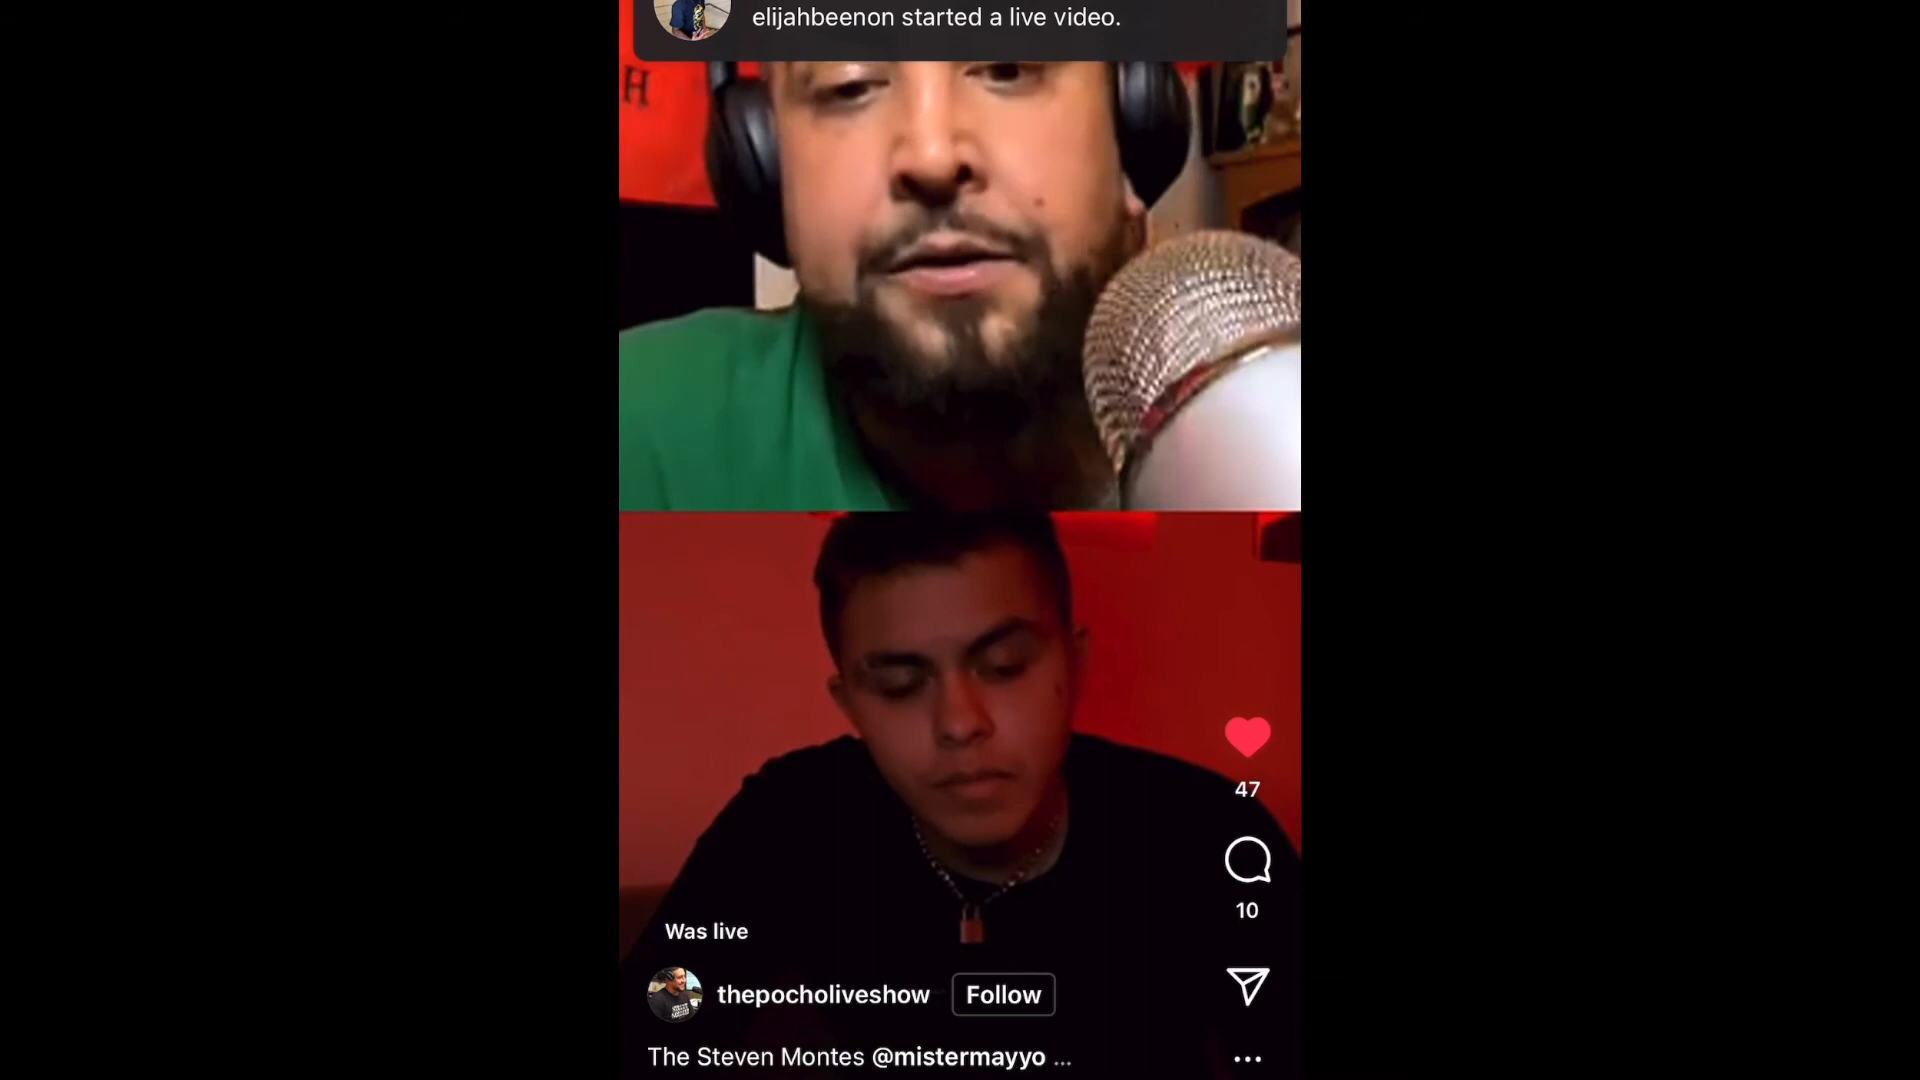 elijahbeenon started a live video.
H
47
10
Was live
thepocholiveshow Follow
The Steven Montes @mistermayyo ...